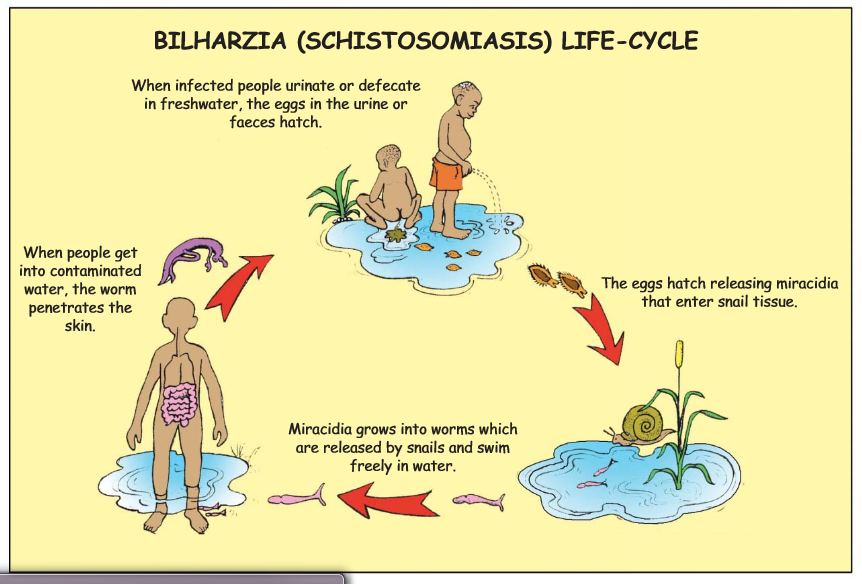 BILHARZIA (SCHISTOSOMIASIS) LIFE-CYCLE
When infected people urinate or defecate
in freshwater, the eggs in the urine or
faeces hatch.
The eggs hatch releasing miracidia
that enter snail tissue.
Miracidia grows into worms which
are released by snails and swim
freely in water.
When people get
into contaminated
water, the worm
penetrates the
skin.